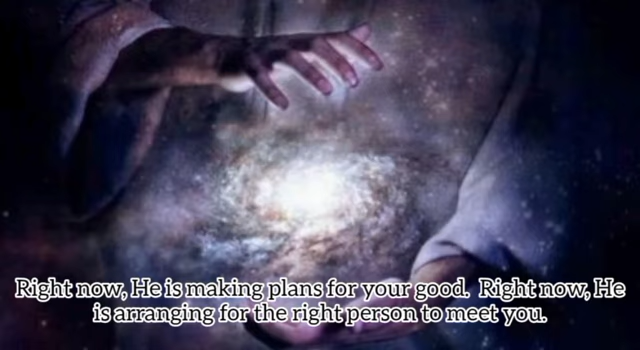 Right now, He is making plans for your good.  Right now, He
is arranging for the right person to meet you.